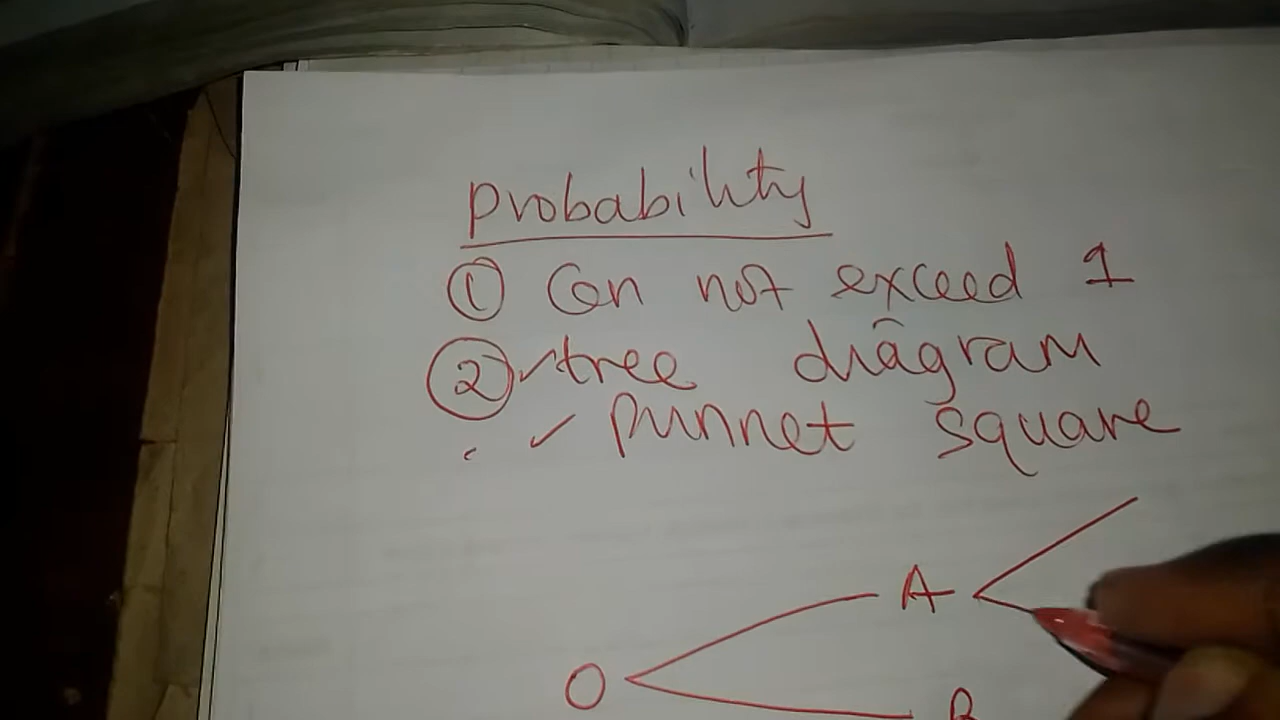 Probability
① Can not exceed 1
② ✓ tree diagram
✓ punnet square
A
O
B